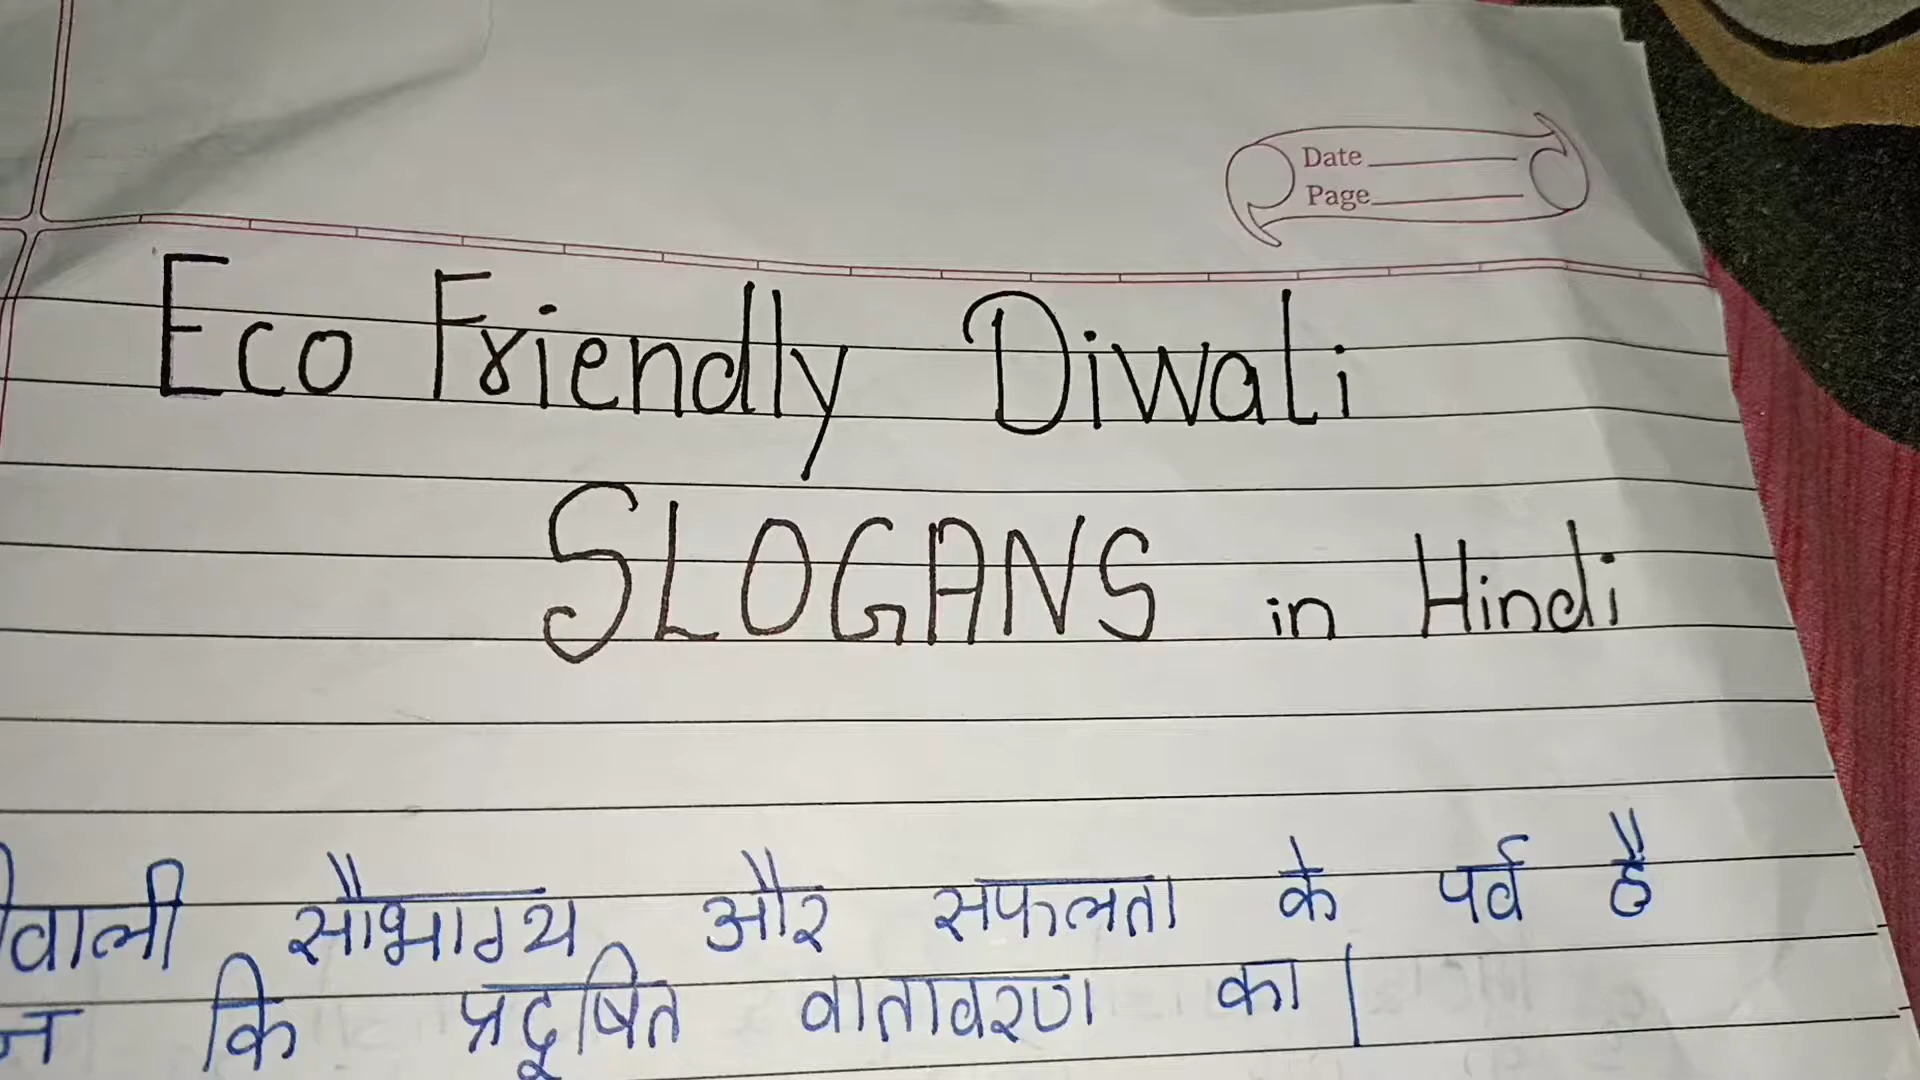 Date
Page
Eco Friendly Diwali
SLOGANS in Hindi
वाली सौभाग्य और सफलता के पर्व है
न कि प्रदूषित वातावरण का|